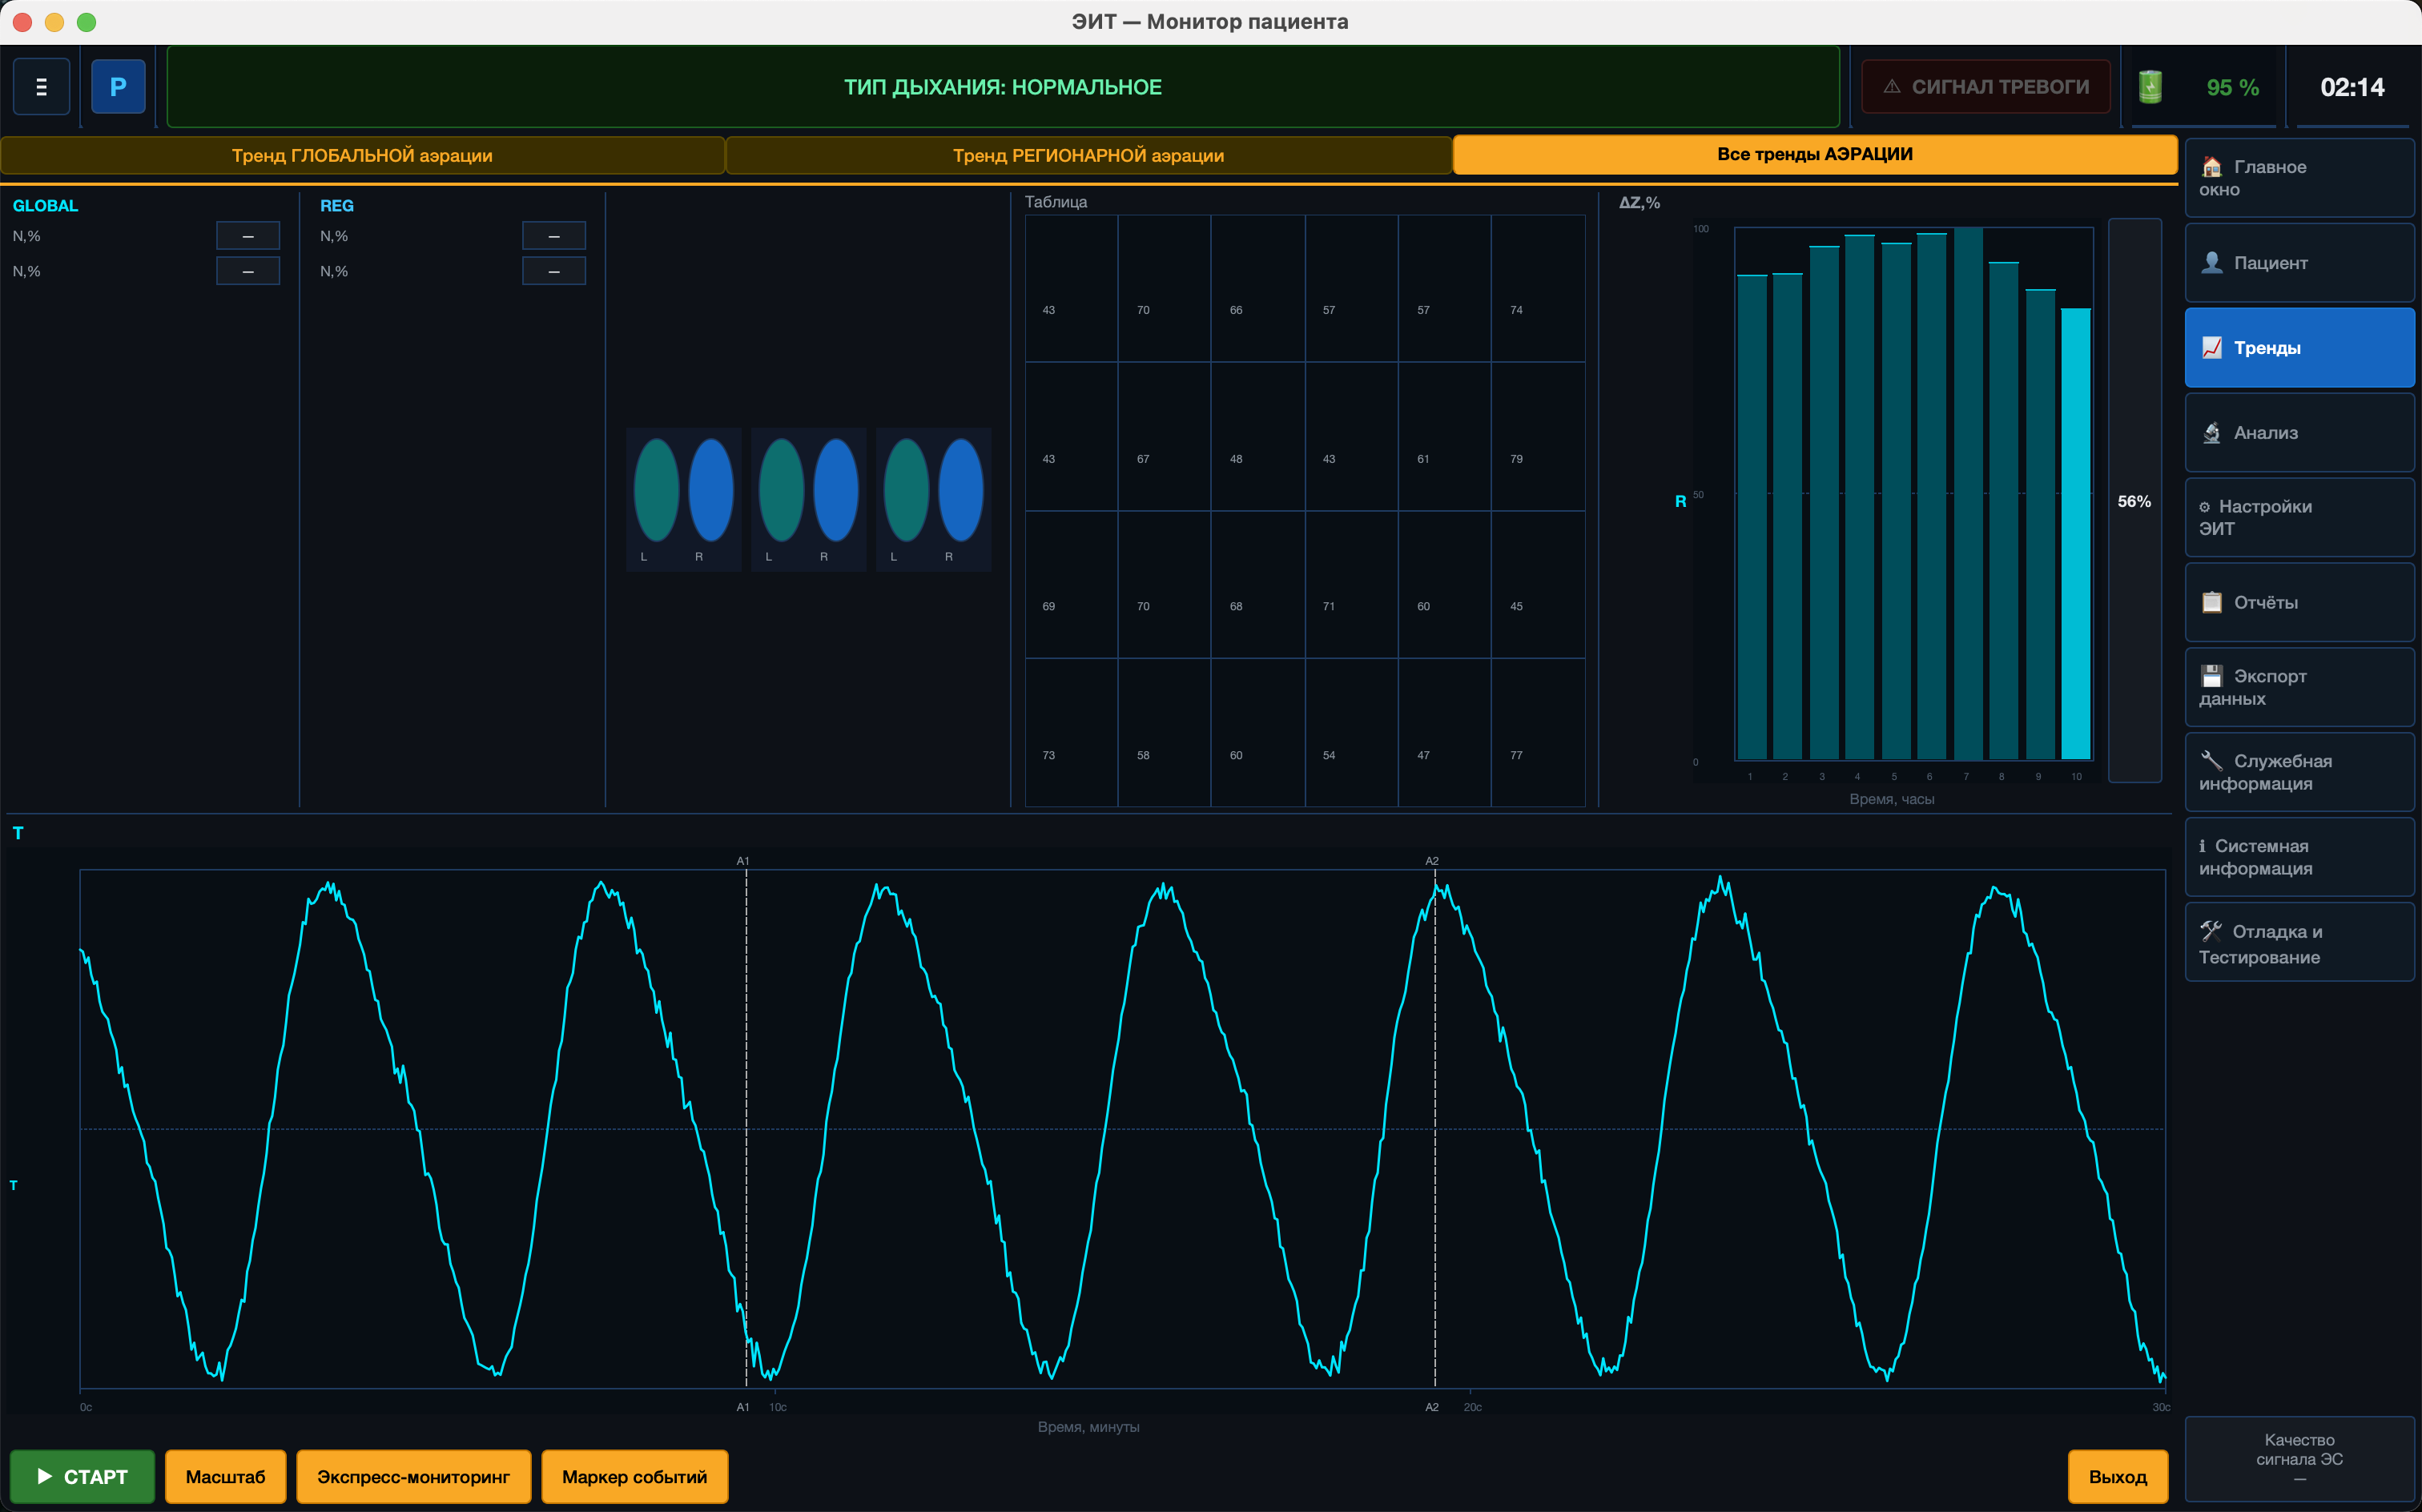 ЭИТ — Монитор пациента
P
ТИП ДЫХАНИЯ: НОРМАЛЬНОЕ
⚠ СИГНАЛ ТРЕВОГИ
95 %
02:14
Тренд ГЛОБАЛЬНОЙ аэрации
Тренд РЕГИОНАРНОЙ аэрации
Все тренды АЭРАЦИИ
GLOBAL
N,% —
N,% —
REG
N,% —
N,% —
L R L R L R
Таблица
43 70 66 57 57 74
43 67 48 43 61 79
69 70 68 71 60 45
73 58 60 54 47 77
ΔZ,%
100
R 50
0
1 2 3 4 5 6 7 8 9 10
Время, часы
56%
Главное
окно
Пациент
Тренды
Анализ
Настройки
ЭИТ
Отчёты
Экспорт
данных
Служебная
информация
ℹ Системная
информация
Отладка и
Тестирование
T
A1 A2
T
0с A1 10с A2 20с 30с
Время, минуты
▶ СТАРТ
Масштаб
Экспресс-мониторинг
Маркер событий
Выход
Качество
сигнала ЭС
—